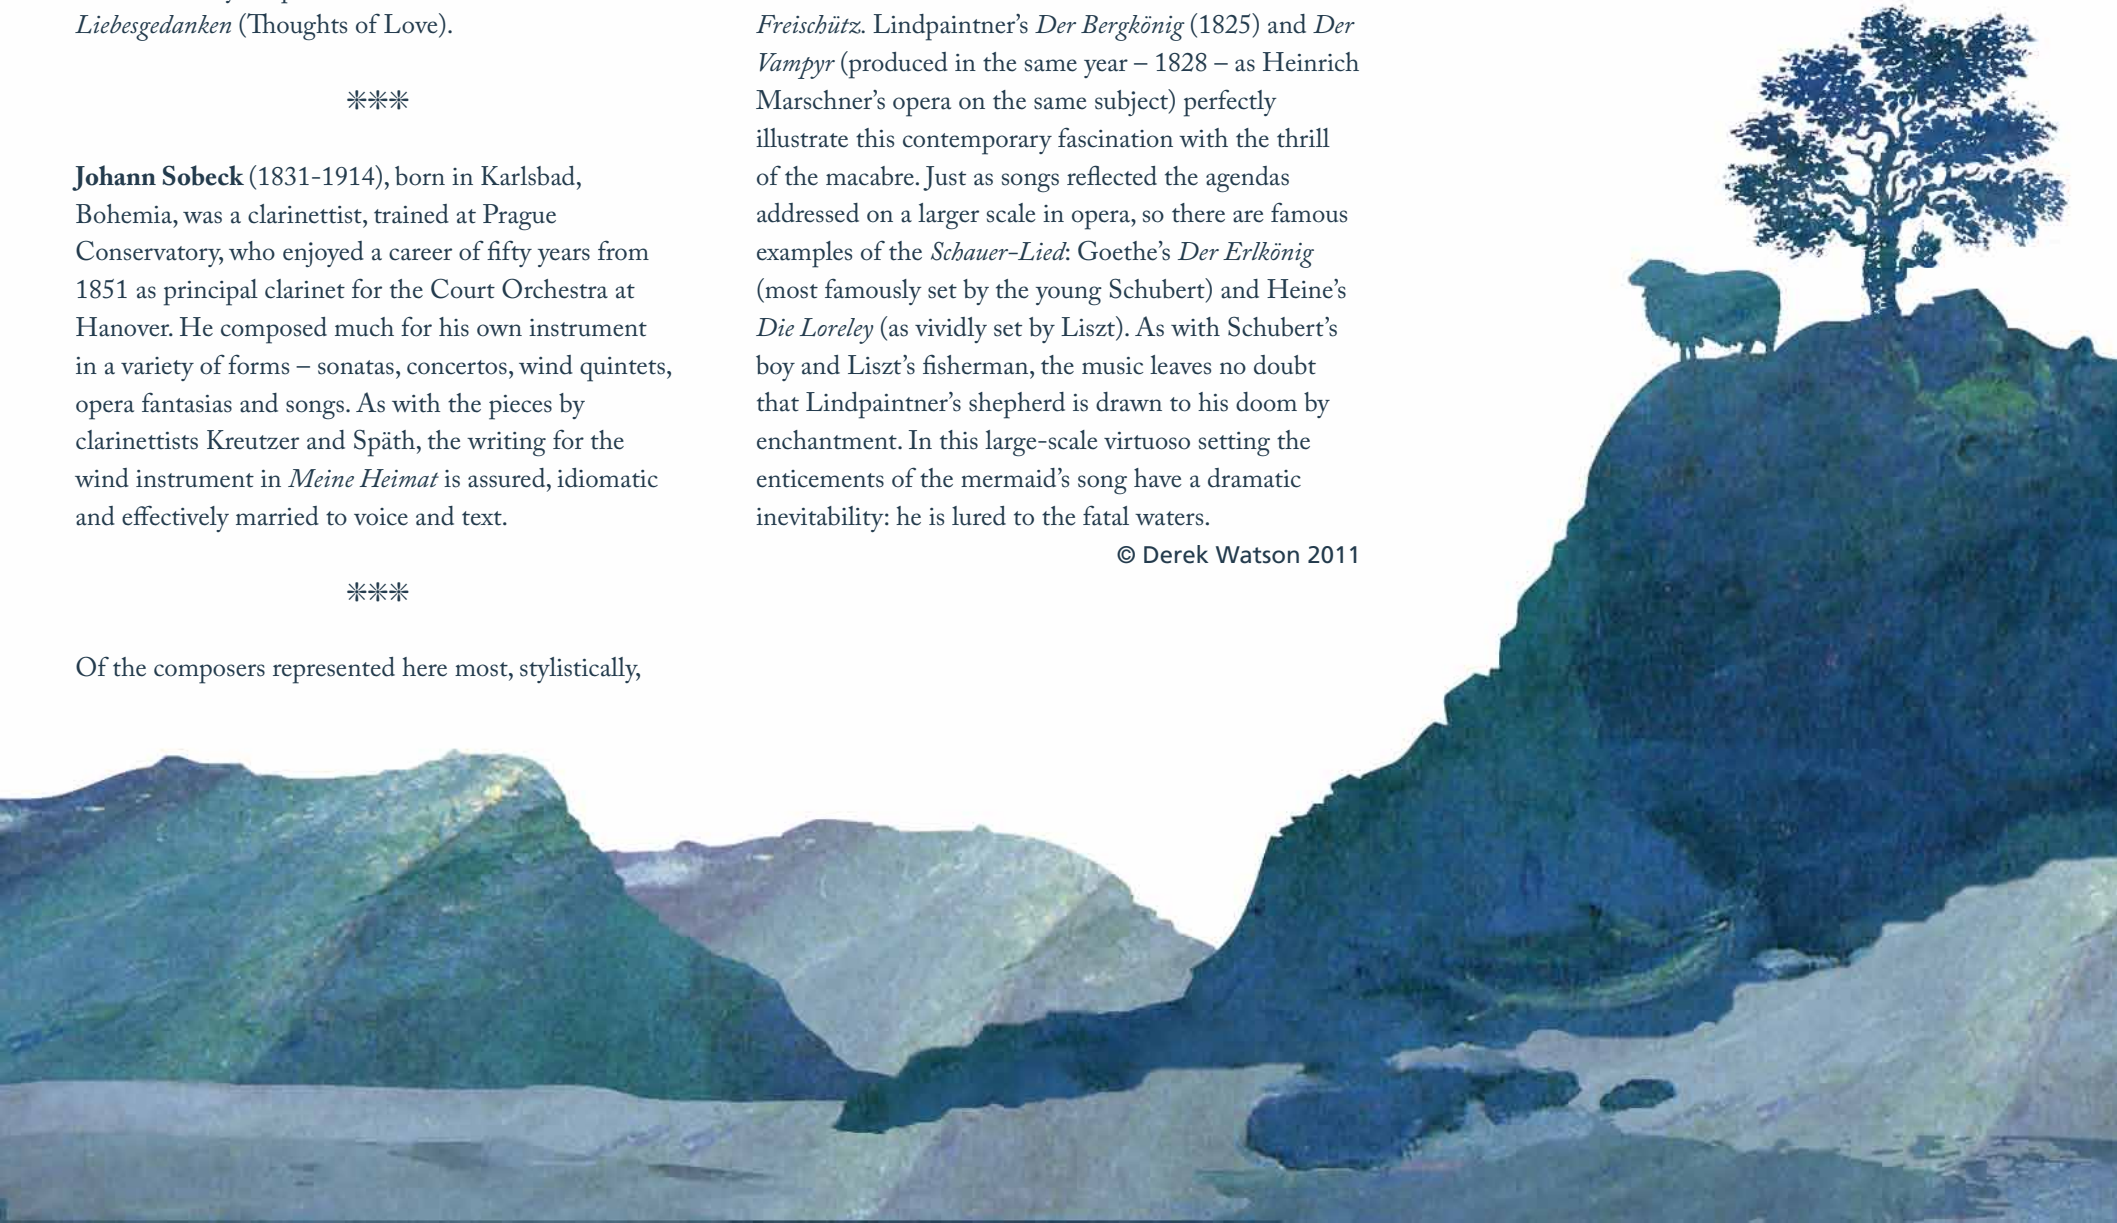 Liebesgedanken (Thoughts of Love).
***
Johann Sobeck (1831-1914), born in Karlsbad,
Bohemia, was a clarinettist, trained at Prague
Conservatory, who enjoyed a career of fifty years from
1851 as principal clarinet for the Court Orchestra at
Hanover. He composed much for his own instrument
in a variety of forms – sonatas, concertos, wind quintets,
opera fantasias and songs. As with the pieces by
clarinettists Kreutzer and Späth, the writing for the
wind instrument in Meine Heimat is assured, idiomatic
and effectively married to voice and text.
***
Of the composers represented here most, stylistically,
Freischütz. Lindpaintner’s Der Bergkönig (1825) and Der
Vampyr (produced in the same year – 1828 – as Heinrich
Marschner’s opera on the same subject) perfectly
illustrate this contemporary fascination with the thrill
of the macabre. Just as songs reflected the agendas
addressed on a larger scale in opera, so there are famous
examples of the Schauer-Lied: Goethe’s Der Erlkönig
(most famously set by the young Schubert) and Heine’s
Die Loreley (as vividly set by Liszt). As with Schubert’s
boy and Liszt’s fisherman, the music leaves no doubt
that Lindpaintner’s shepherd is drawn to his doom by
enchantment. In this large-scale virtuoso setting the
enticements of the mermaid’s song have a dramatic
inevitability: he is lured to the fatal waters.
© Derek Watson 2011